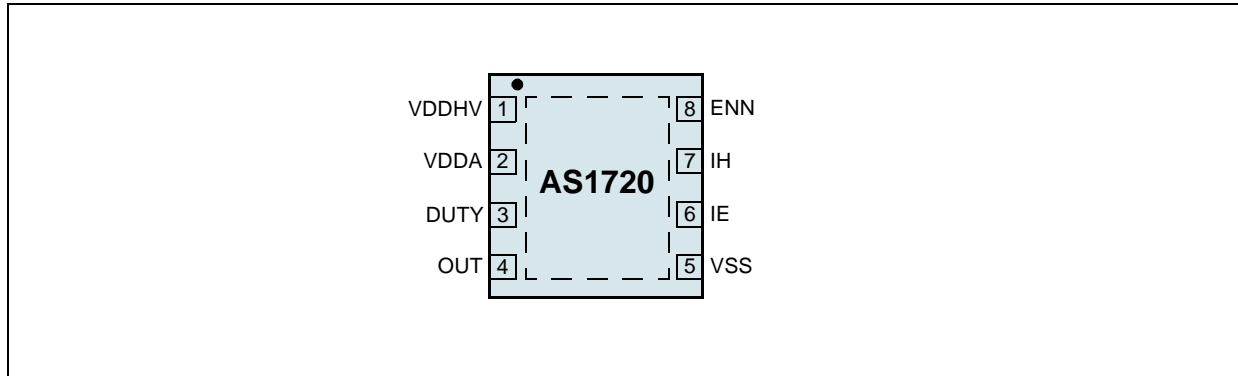 VDDHV 1 8 ENN
VDDA 2 7 IH
AS1720
DUTY 3 6 IE
OUT 4 5 VSS